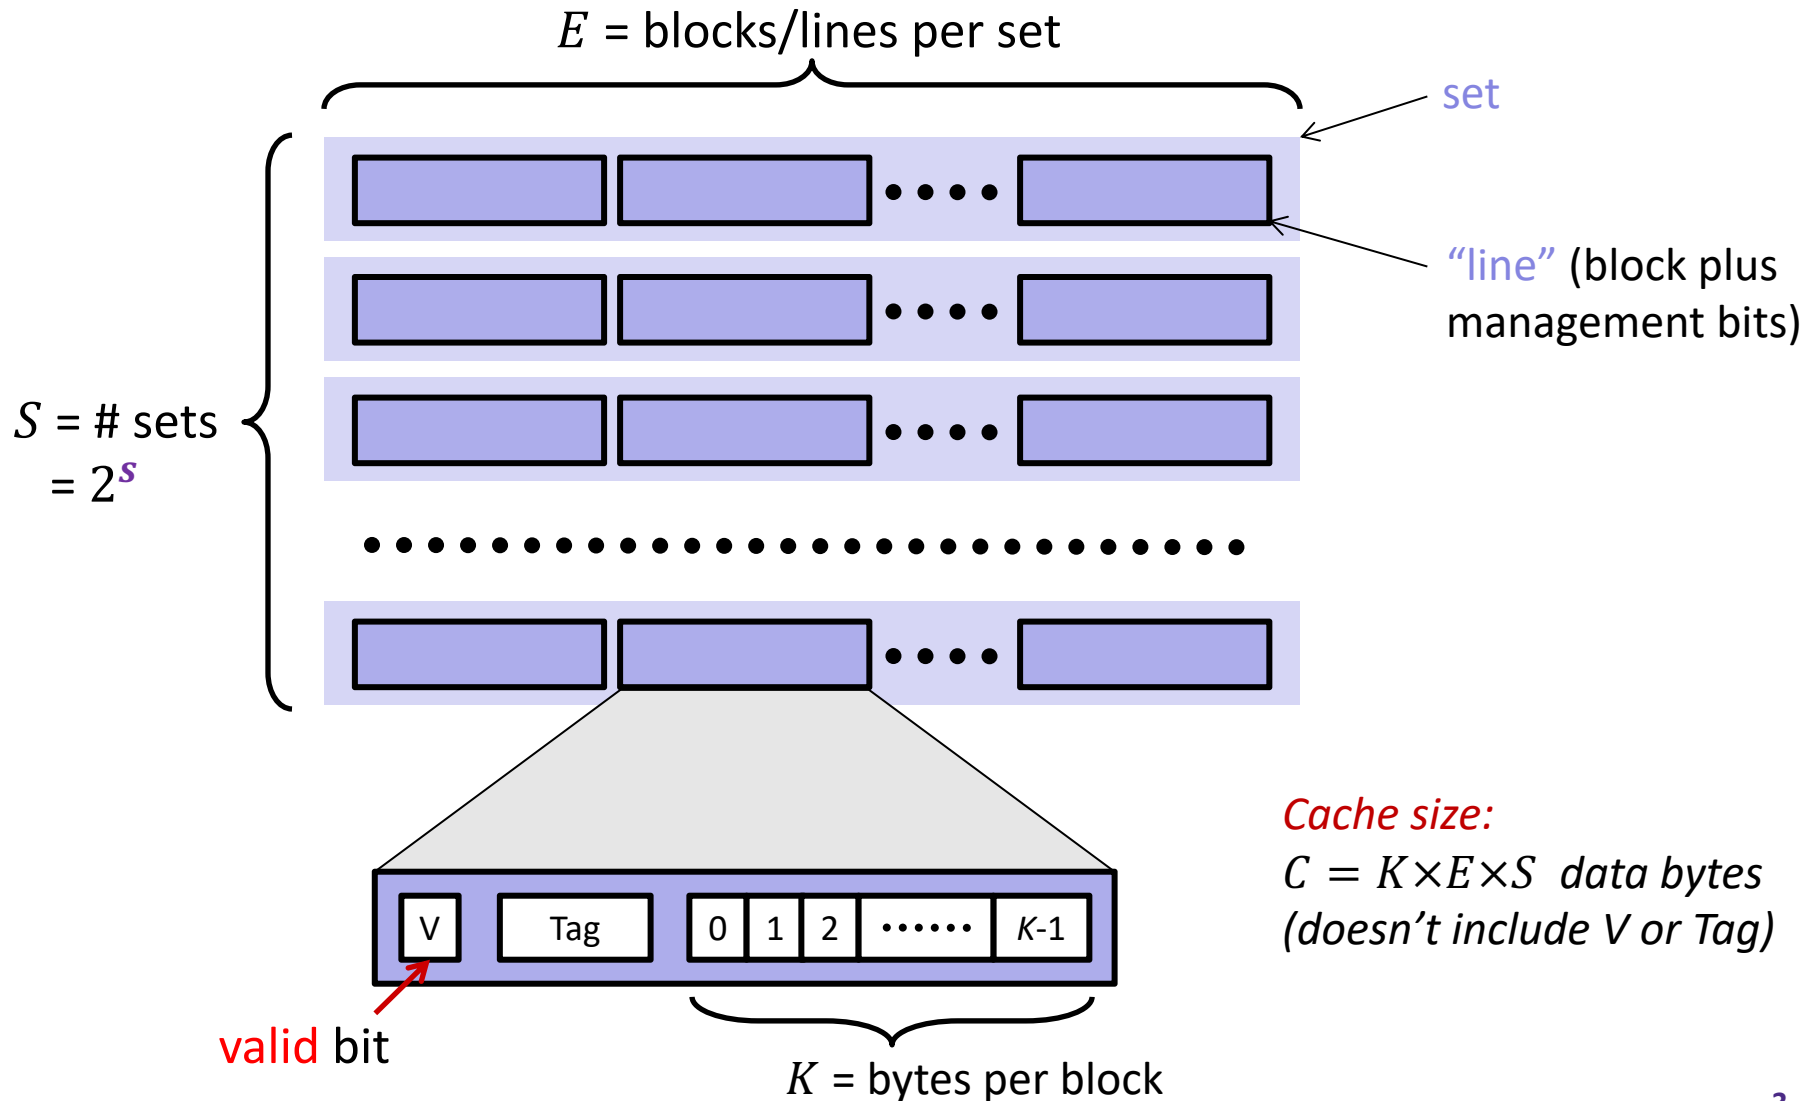 E = blocks/lines per set
set
“line” (block plus
management bits)
S = # sets
= 2^s
Cache size:
C = K×E×S data bytes
(doesn’t include V or Tag)
V Tag 0 1 2 •••••• K-1
valid bit
K = bytes per block